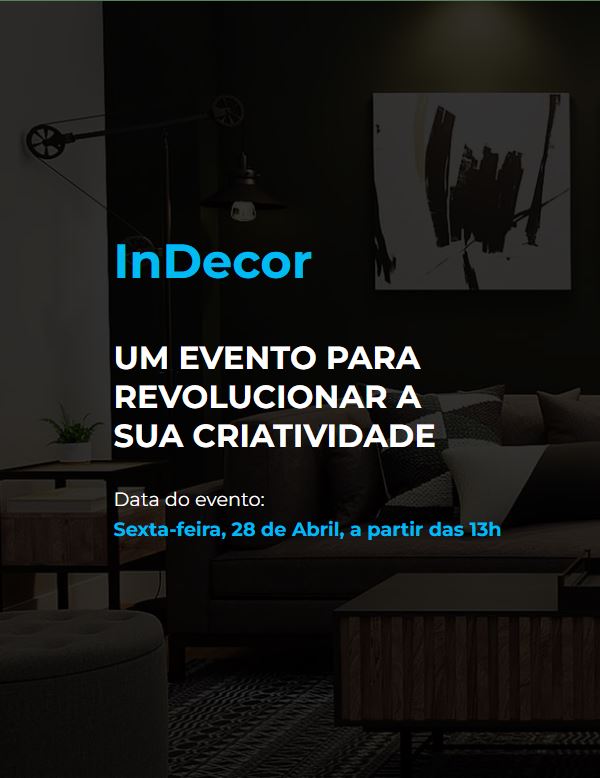 InDecor
UM EVENTO PARA
REVOLUCIONAR A
SUA CRIATIVIDADE
Data do evento:
Sexta-feira, 28 de Abril, a partir das 13h